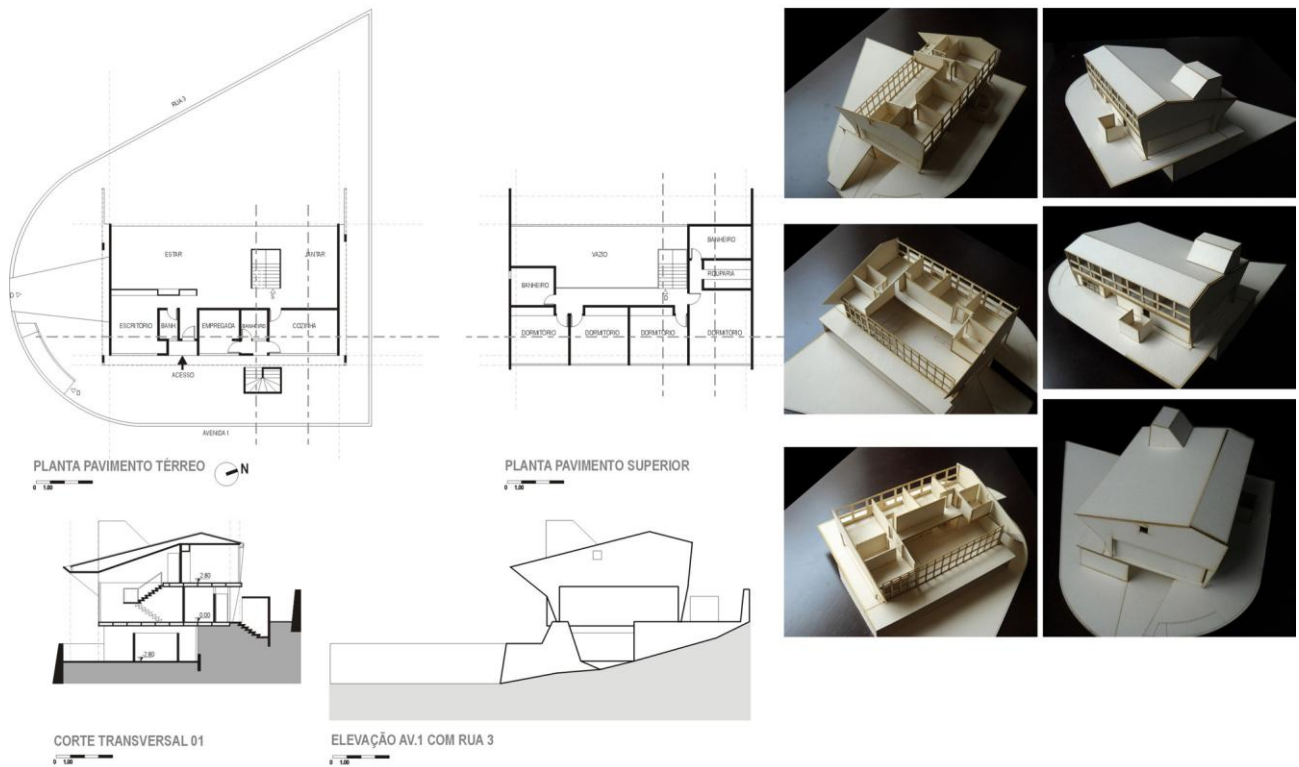 RUA 3
ESTAR
JANTAR
S
D
ESCRITÓRIO
BANH.
EMPREGADA
COZINHA
D
ACESSO
AVENIDA 1
PLANTA PAVIMENTO TÉRREO
N
0 1.00
BANHEIRO
VAZIO
ROUPARIA
BANHEIRO
D
DORMITÓRIO
DORMITÓRIO
DORMITÓRIO
DORMITÓRIO
PLANTA PAVIMENTO SUPERIOR
0 1.00
2.80
0.00
-2.80
CORTE TRANSVERSAL 01
0 1.00
ELEVAÇÃO AV.1 COM RUA 3
0 1.00